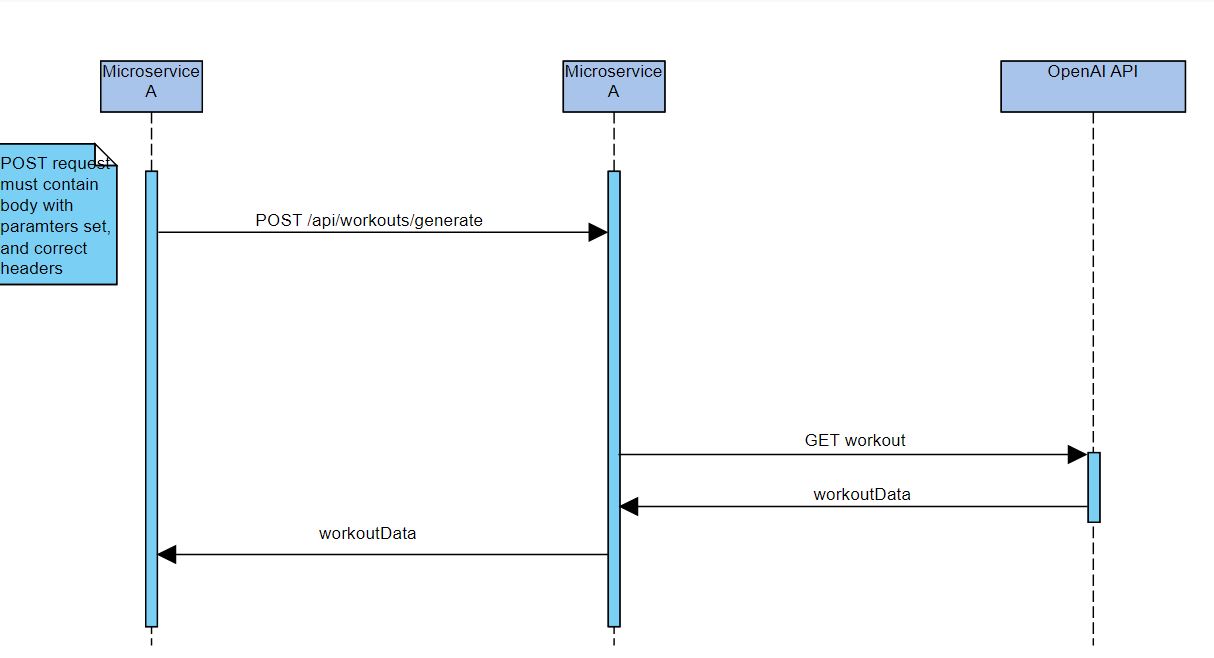 Microservice
A
Microservice
A
OpenAI API
POST request
must contain
body with
paramters set,
and correct
headers
POST /api/workouts/generate
GET workout
workoutData
workoutData